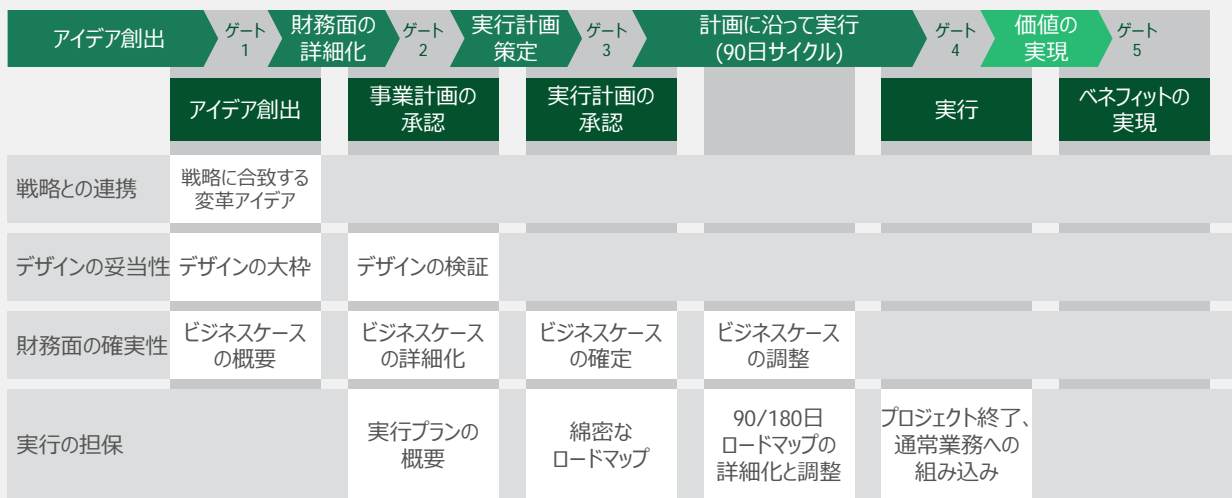 アイデア創出
ゲート
1
財務面の
詳細化
ゲート
2
実行計画
策定
ゲート
3
計画に沿って実行
(90日サイクル)
ゲート
4
価値の
実現
ゲート
5
アイデア創出
事業計画の
承認
実行計画の
承認
実行
ベネフィットの
実現
戦略との連携
戦略に合致する
変革アイデア
デザインの妥当性
デザインの大枠
デザインの検証
財務面の確実性
ビジネスケース
の概要
ビジネスケース
の詳細化
ビジネスケース
の確定
ビジネスケース
の調整
実行の担保
実行プランの
概要
綿密な
ロードマップ
90/180日
ロードマップの
詳細化と調整
プロジェクト終了、
通常業務への
組み込み